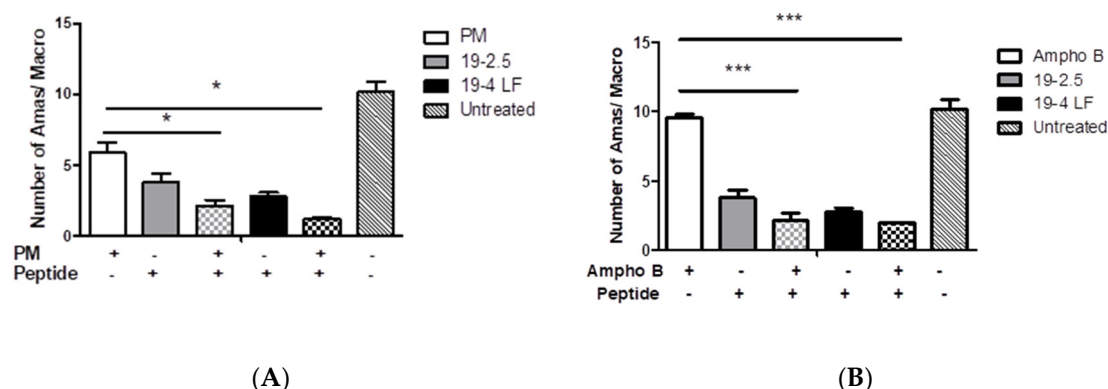 15
10
5
0
Number of Amas/ Macro
*
*
PM
19-2.5
19-4 LF
Untreated
PM + - + - + -
Peptide - + + + + -
(A)
15
10
5
0
Number of Amas/ Macro
***
***
Ampho B
19-2.5
19-4 LF
Untreated
Ampho B + - + - + -
Peptide - + + + + -
(B)